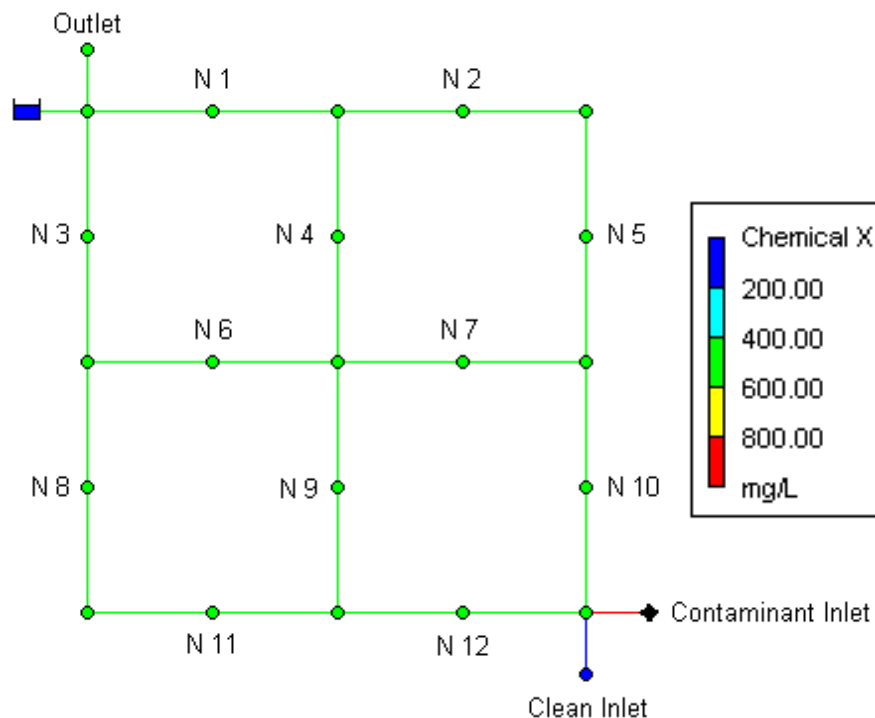 Outlet
N 1
N 2
N 3
N 4
N 5
Chemical X
200.00
400.00
600.00
800.00
mg/L
N 6
N 7
N 8
N 9
N 10
Contaminant Inlet
N 11
N 12
Clean Inlet